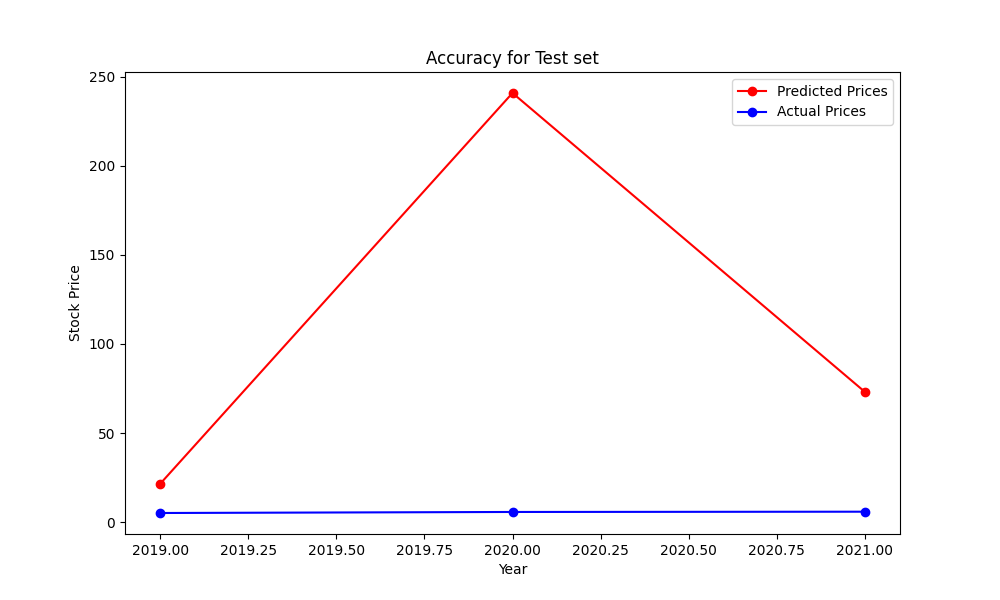 Accuracy for Test set
Predicted Prices
Actual Prices
250
200
150
100
50
0
Stock Price
2019.00 2019.25 2019.50 2019.75 2020.00 2020.25 2020.50 2020.75 2021.00
Year